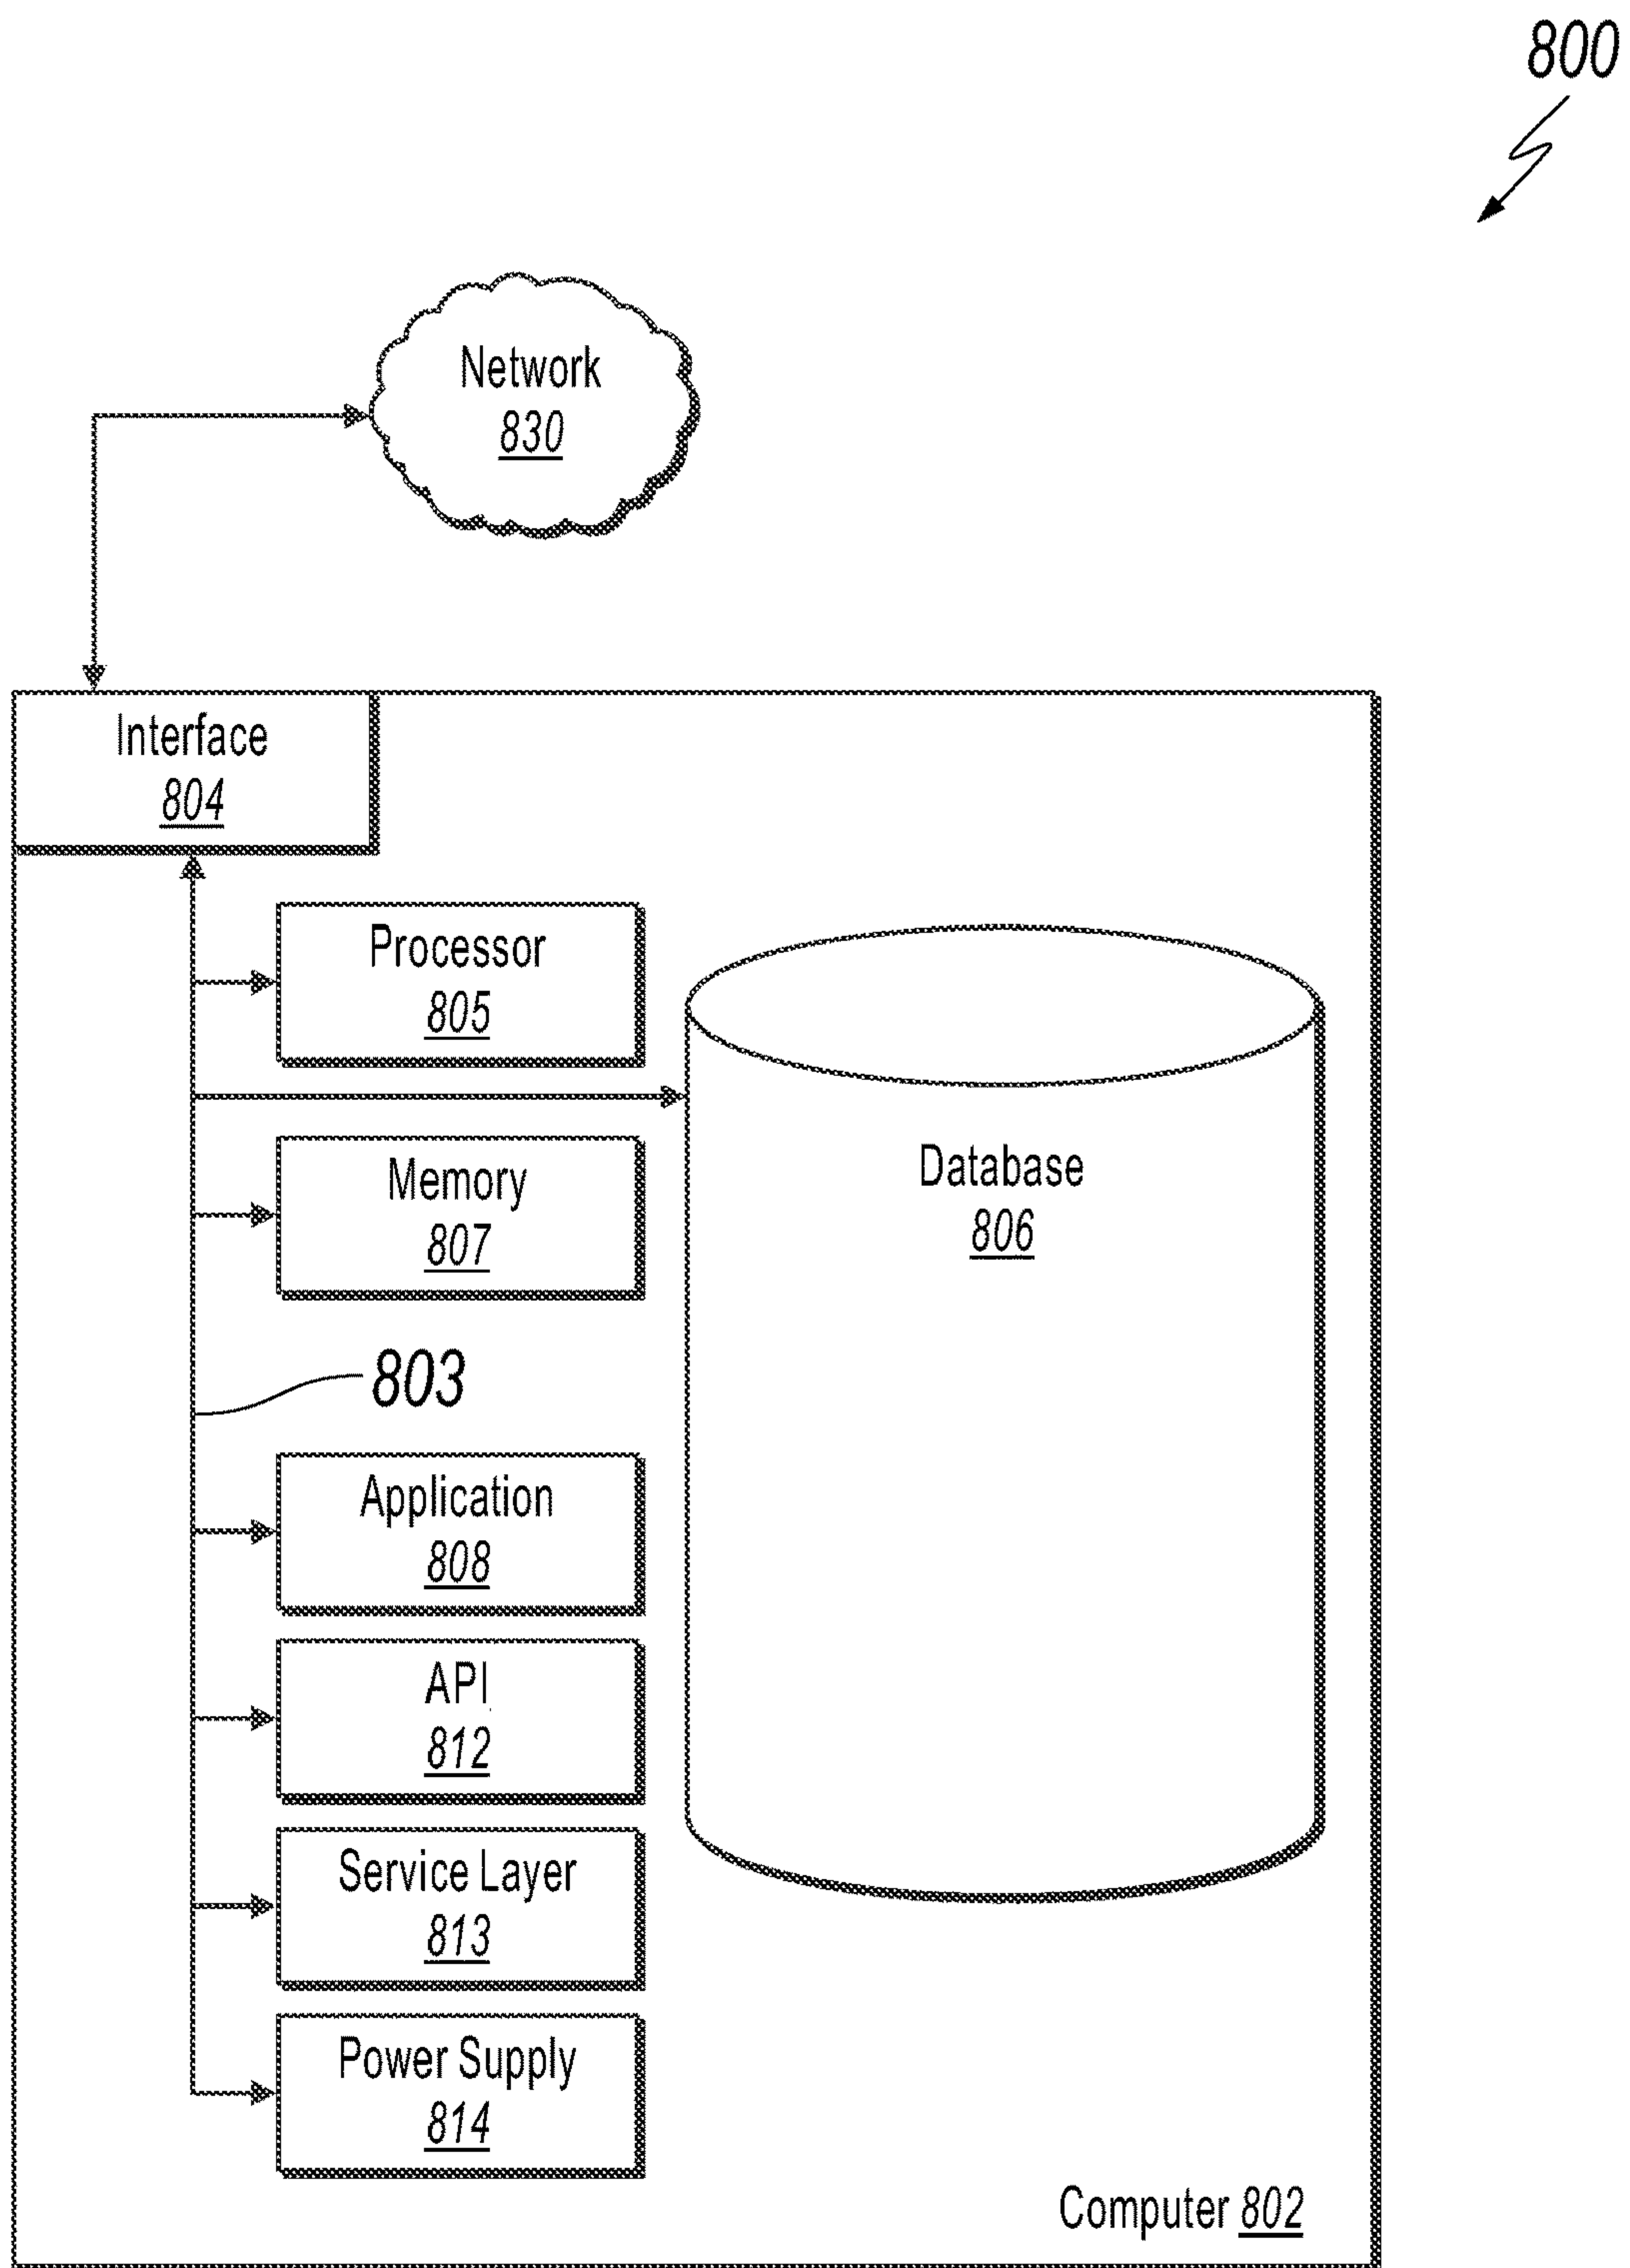 800
Network
830
Interface
804
Processor
805
Memory
807
Database
806
803
Application
808
API
812
Service Layer
813
Power Supply
814
Computer 802